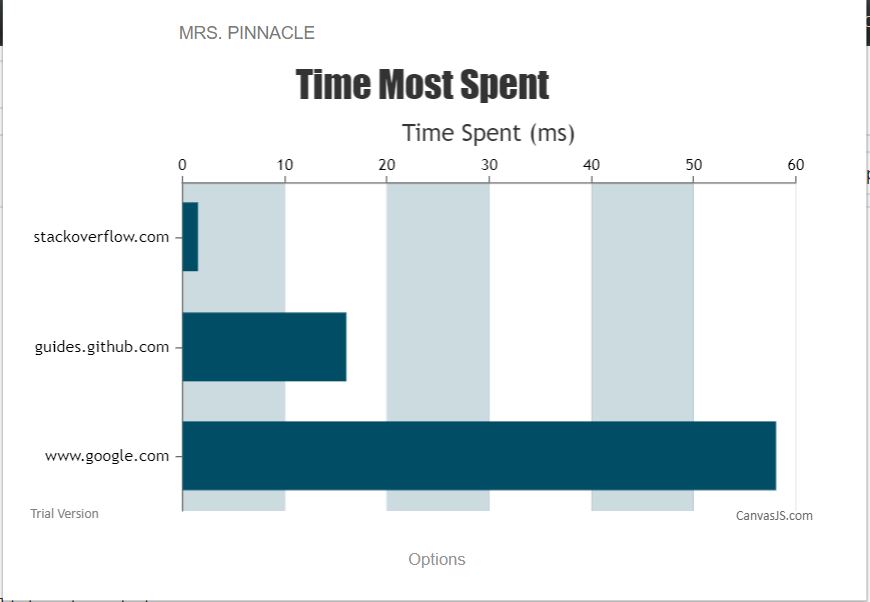 MRS. PINNACLE
Time Most Spent
Time Spent (ms)
0 10 20 30 40 50 60
stackoverflow.com
guides.github.com
www.google.com
Trial Version
CanvasJS.com
Options